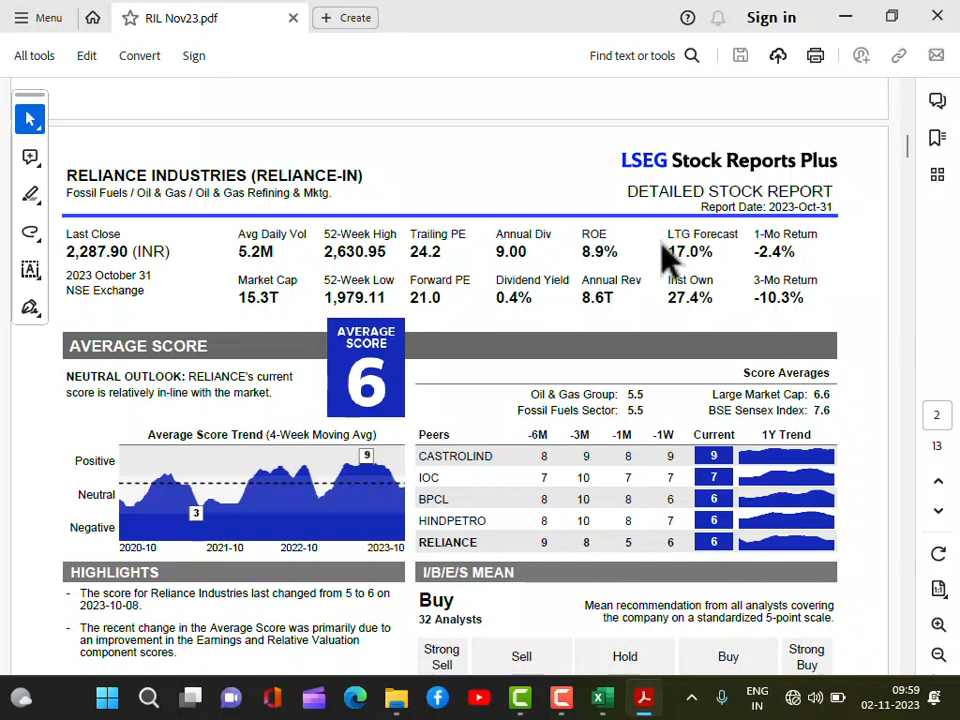 Menu
RIL Nov23.pdf
Create
Sign in
All tools
Edit
Convert
Sign
Find text or tools
RELIANCE INDUSTRIES (RELIANCE-IN)
Fossil Fuels / Oil & Gas / Oil & Gas Refining & Mktg.
LSEG Stock Reports Plus
DETAILED STOCK REPORT
Report Date: 2023-Oct-31
Last Close
2,287.90 (INR)
2023 October 31
NSE Exchange
Avg Daily Vol 52-Week High Trailing PE Annual Div ROE LTG Forecast 1-Mo Return
5.2M 2,630.95 24.2 9.00 8.9% 17.0% -2.4%
Market Cap 52-Week Low Forward PE Dividend Yield Annual Rev Inst Own 3-Mo Return
15.3T 1,979.11 21.0 0.4% 8.6T 27.4% -10.3%
AVERAGE SCORE
AVERAGE
SCORE
6
NEUTRAL OUTLOOK: RELIANCE's current
score is relatively in-line with the market.
Score Averages
Oil & Gas Group: 5.5 Large Market Cap: 6.6
Fossil Fuels Sector: 5.5 BSE Sensex Index: 7.6
Average Score Trend (4-Week Moving Avg)
Positive
Neutral
Negative
9
3
2020-10 2021-10 2022-10 2023-10
Peers -6M -3M -1M -1W Current 1Y Trend
CASTROLIND 8 9 8 9 9
IOC 7 10 7 7 7
BPCL 8 10 8 6 6
HINDPETRO 8 10 8 7 6
RELIANCE 9 8 5 6 6
HIGHLIGHTS
- The score for Reliance Industries last changed from 5 to 6 on
2023-10-08.
- The recent change in the Average Score was primarily due to
an improvement in the Earnings and Relative Valuation
component scores.
I/B/E/S MEAN
Buy
32 Analysts
Mean recommendation from all analysts covering
the company on a standardized 5-point scale.
Strong
Sell
Sell
Hold
Buy
Strong
Buy
2
13
1:1
ENG
IN
09:59
02-11-2023